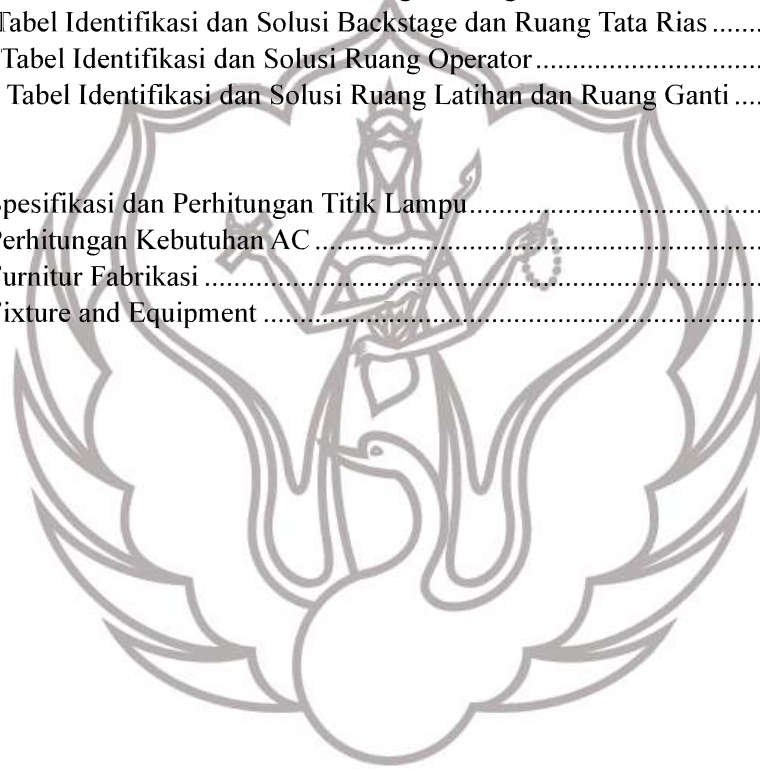 Tabel Identifikasi dan Solusi Backstage dan Ruang Tata Rias .......
Tabel Identifikasi dan Solusi Ruang Operator..............................
Tabel Identifikasi dan Solusi Ruang Latihan dan Ruang Ganti ....
pesifikasi dan Perhitungan Titik Lampu.......................................
erhitungan Kebutuhan AC ............................................................
urnitur Fabrikasi ...........................................................................
ixture and Equipment ...................................................................